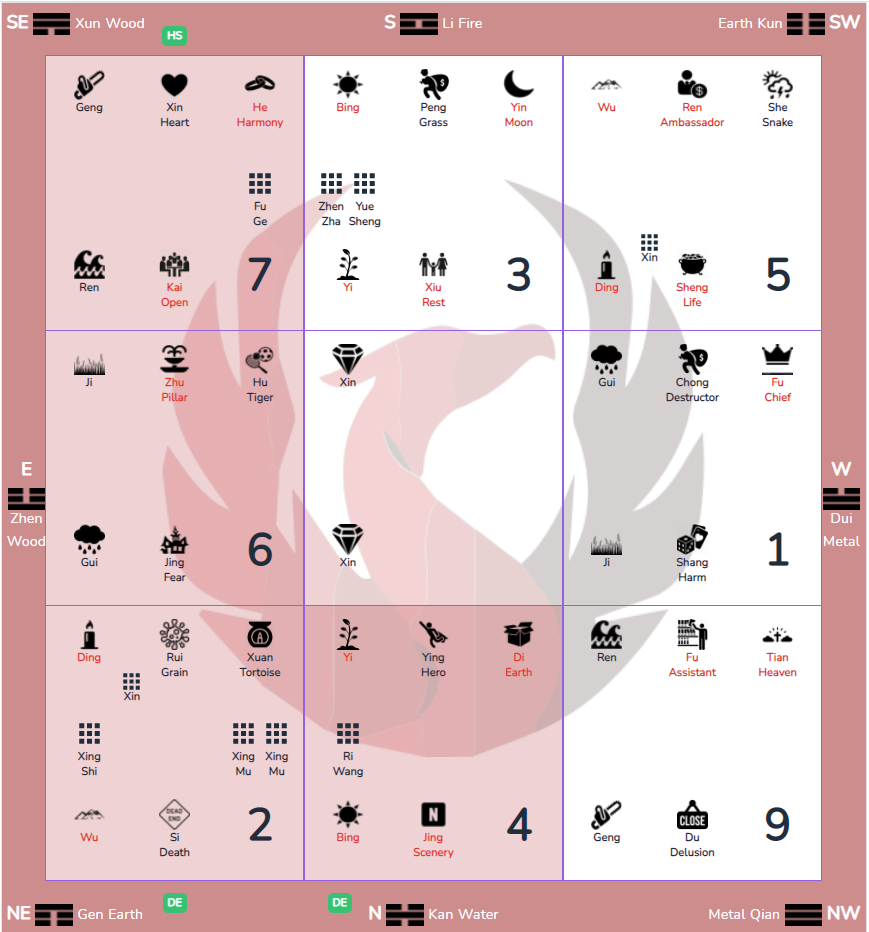 SE Xun Wood S Li Fire Earth Kun SW
HS
Geng Xin He Bing Peng Yin Wu Ren She
Heart Harmony Grass Moon Ambassador Snake
Fu Zhen Yue
Ge Zha Sheng
Xin
Ren Kai 7 Yi Xiu 3 Ding Sheng 5
Open Rest Life
Ji Zhu Hu Xin Gui Chong Fu
Pillar Tiger Destructor Chief
E W
Zhen Dui
Wood Metal
Gui Jing 6 Xin Ji Shang 1
Fear Harm
A
Ding Rui Xuan Yi Ying Di Ren Fu Tian
Grain Tortoise Hero Earth Assistant Heaven
Xin
Xing Xing Xing Ri
Shi Mu Mu Wang
DEAD END N CLOSE
Wu Si 2 Bing Jing 4 Geng Du 9
Death Scenery Delusion
DE DE
NE Gen Earth N Kan Water Metal Qian NW